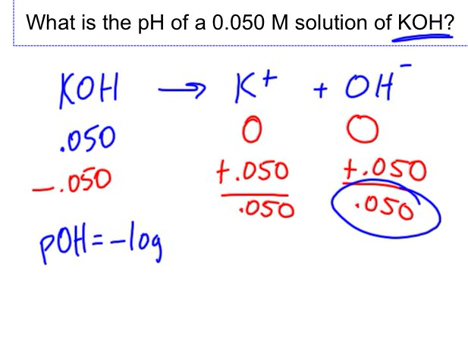 What is the pH of a 0.050 M solution of KOH?
KOH → K+ + OH−
.050 0 0
−.050 +.050 +.050
.050 .050
pOH = −log